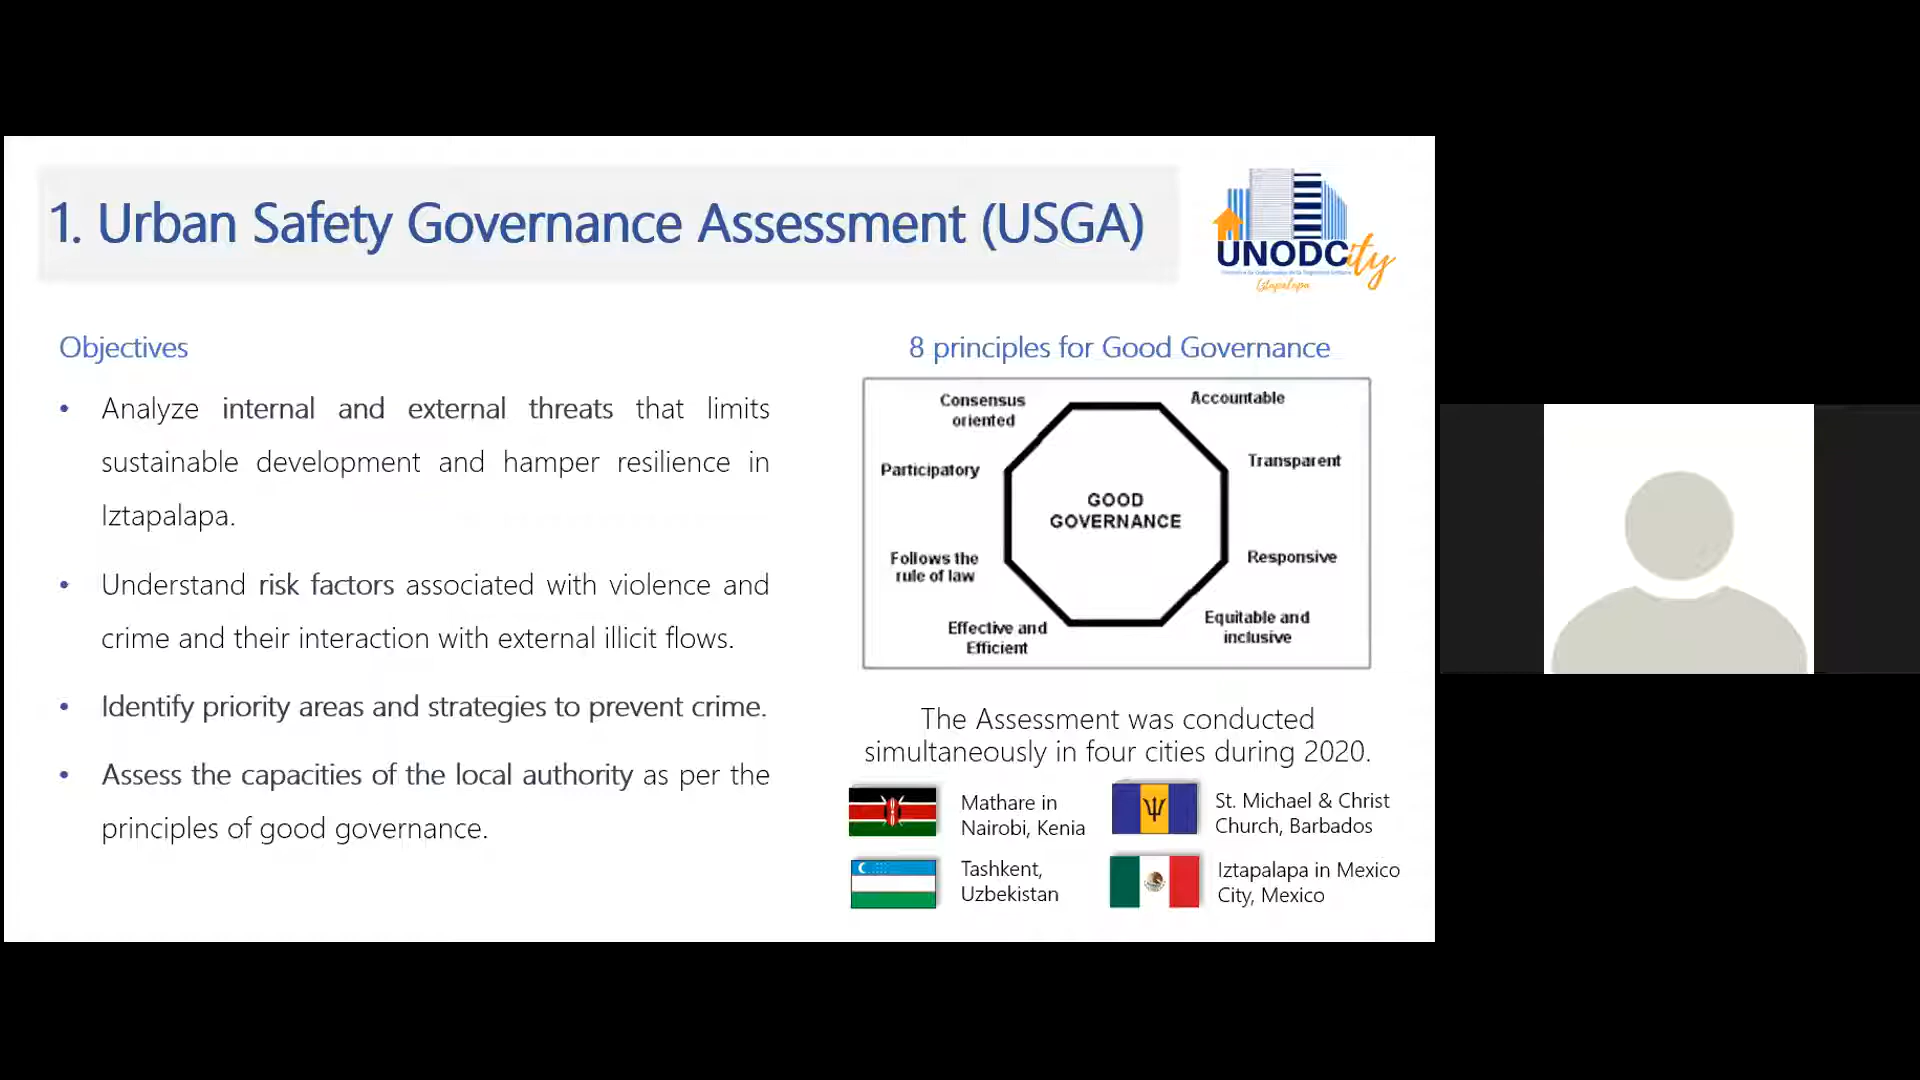 1. Urban Safety Governance Assessment (USGA)
UNODCity
Iztapalapa
Objectives
• Analyze internal and external threats that limits
sustainable development and hamper resilience in
Iztapalapa.
• Understand risk factors associated with violence and
crime and their interaction with external illicit flows.
• Identify priority areas and strategies to prevent crime.
• Assess the capacities of the local authority as per the
principles of good governance.
8 principles for Good Governance
Consensus
oriented
Accountable
Participatory
Transparent
GOOD
GOVERNANCE
Follows the
rule of law
Responsive
Effective and
Efficient
Equitable and
inclusive
The Assessment was conducted
simultaneously in four cities during 2020.
Mathare in
Nairobi, Kenia
St. Michael & Christ
Church, Barbados
Tashkent,
Uzbekistan
Iztapalapa in Mexico
City, Mexico